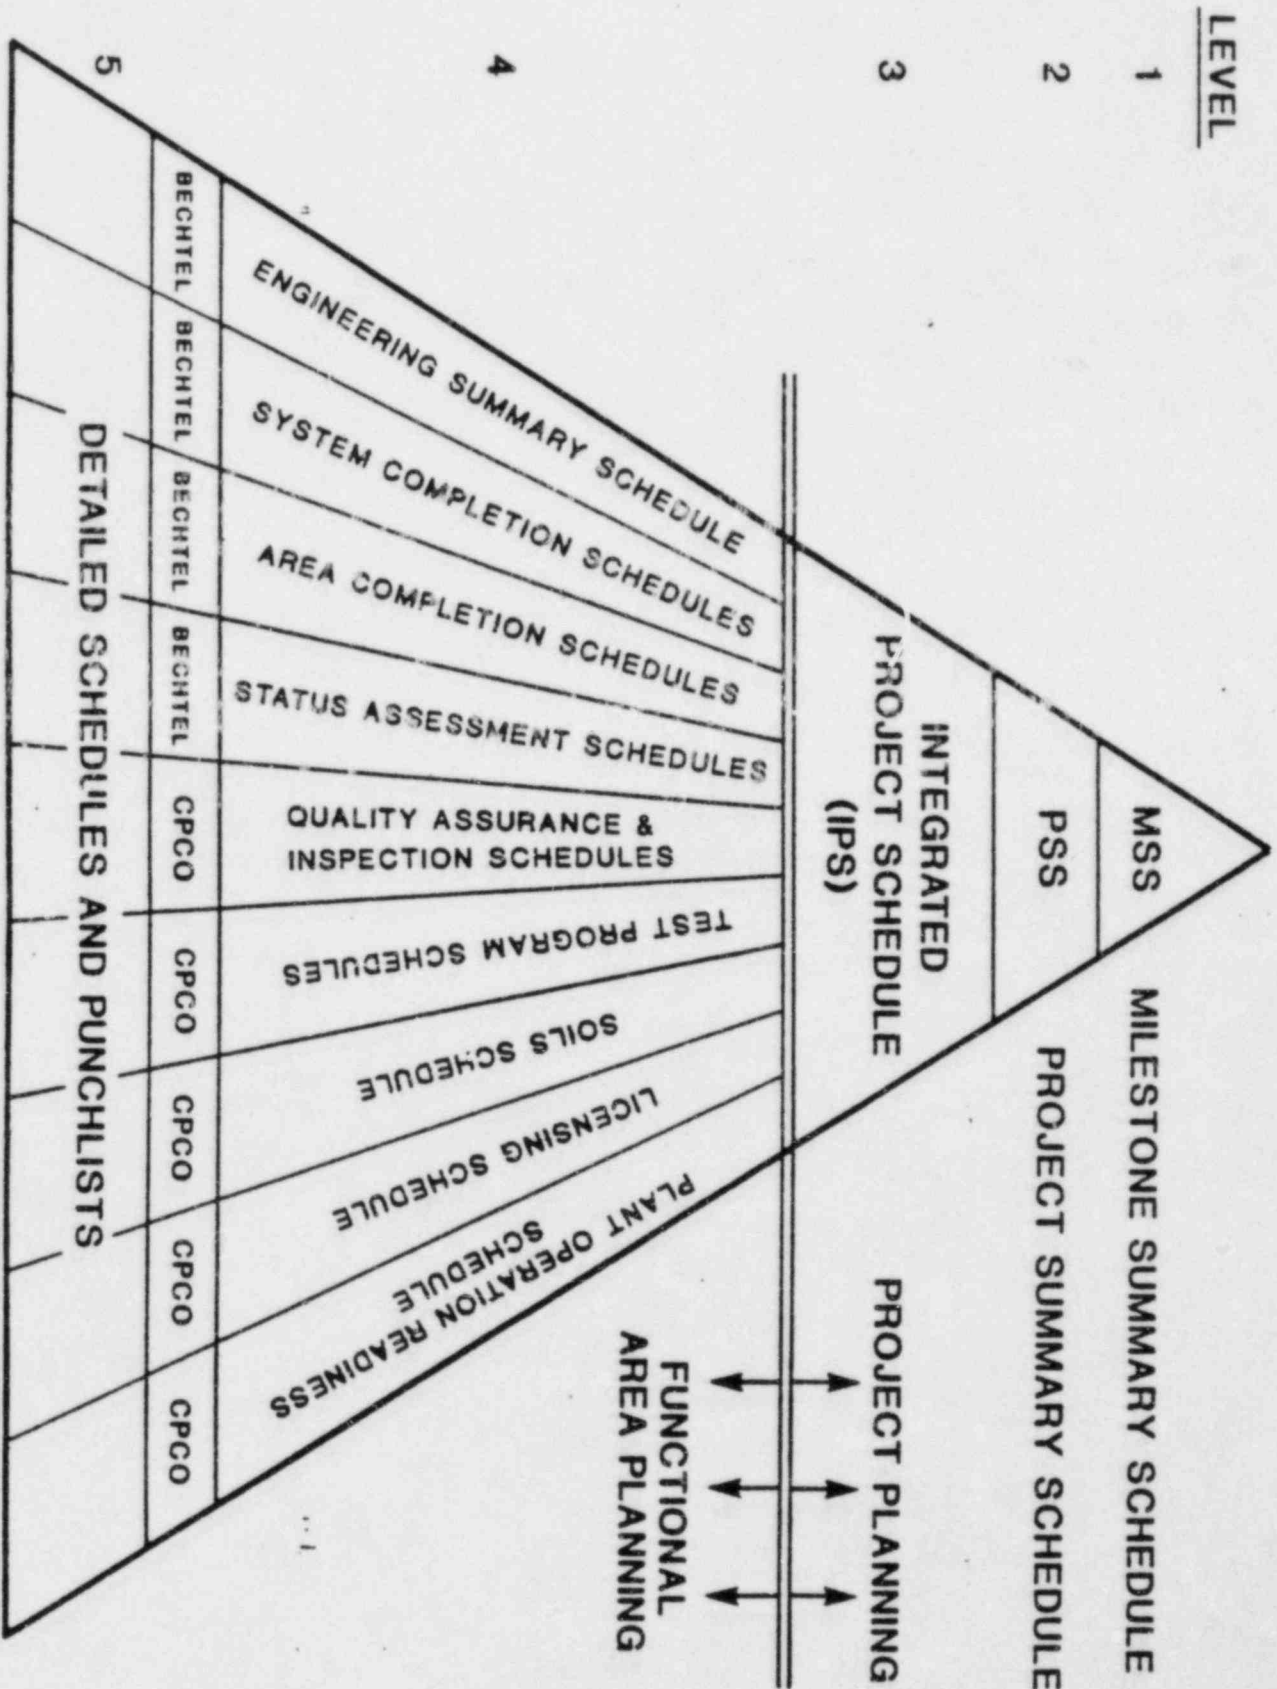 LEVEL
1
MSS
MILESTONE SUMMARY SCHEDULE
2
PSS
PROJECT SUMMARY SCHEDULE
3
INTEGRATED
PROJECT SCHEDULE
(IPS)
PROJECT PLANNING
FUNCTIONAL
AREA PLANNING
4
ENGINEERING SUMMARY SCHEDULE
SYSTEM COMPLETION SCHEDULES
AREA COMPLETION SCHEDULES
STATUS ASSESSMENT SCHEDULES
QUALITY ASSURANCE &
INSPECTION SCHEDULES
TEST PROGRAM SCHEDULES
SOILS SCHEDULE
LICENSING SCHEDULE
PLANT OPERATION READINESS
SCHEDULE
BECHTEL
BECHTEL
BECHTEL
BECHTEL
CPCO
CPCO
CPCO
CPCO
CPCO
5
DETAILED SCHEDULES AND PUNCHLISTS